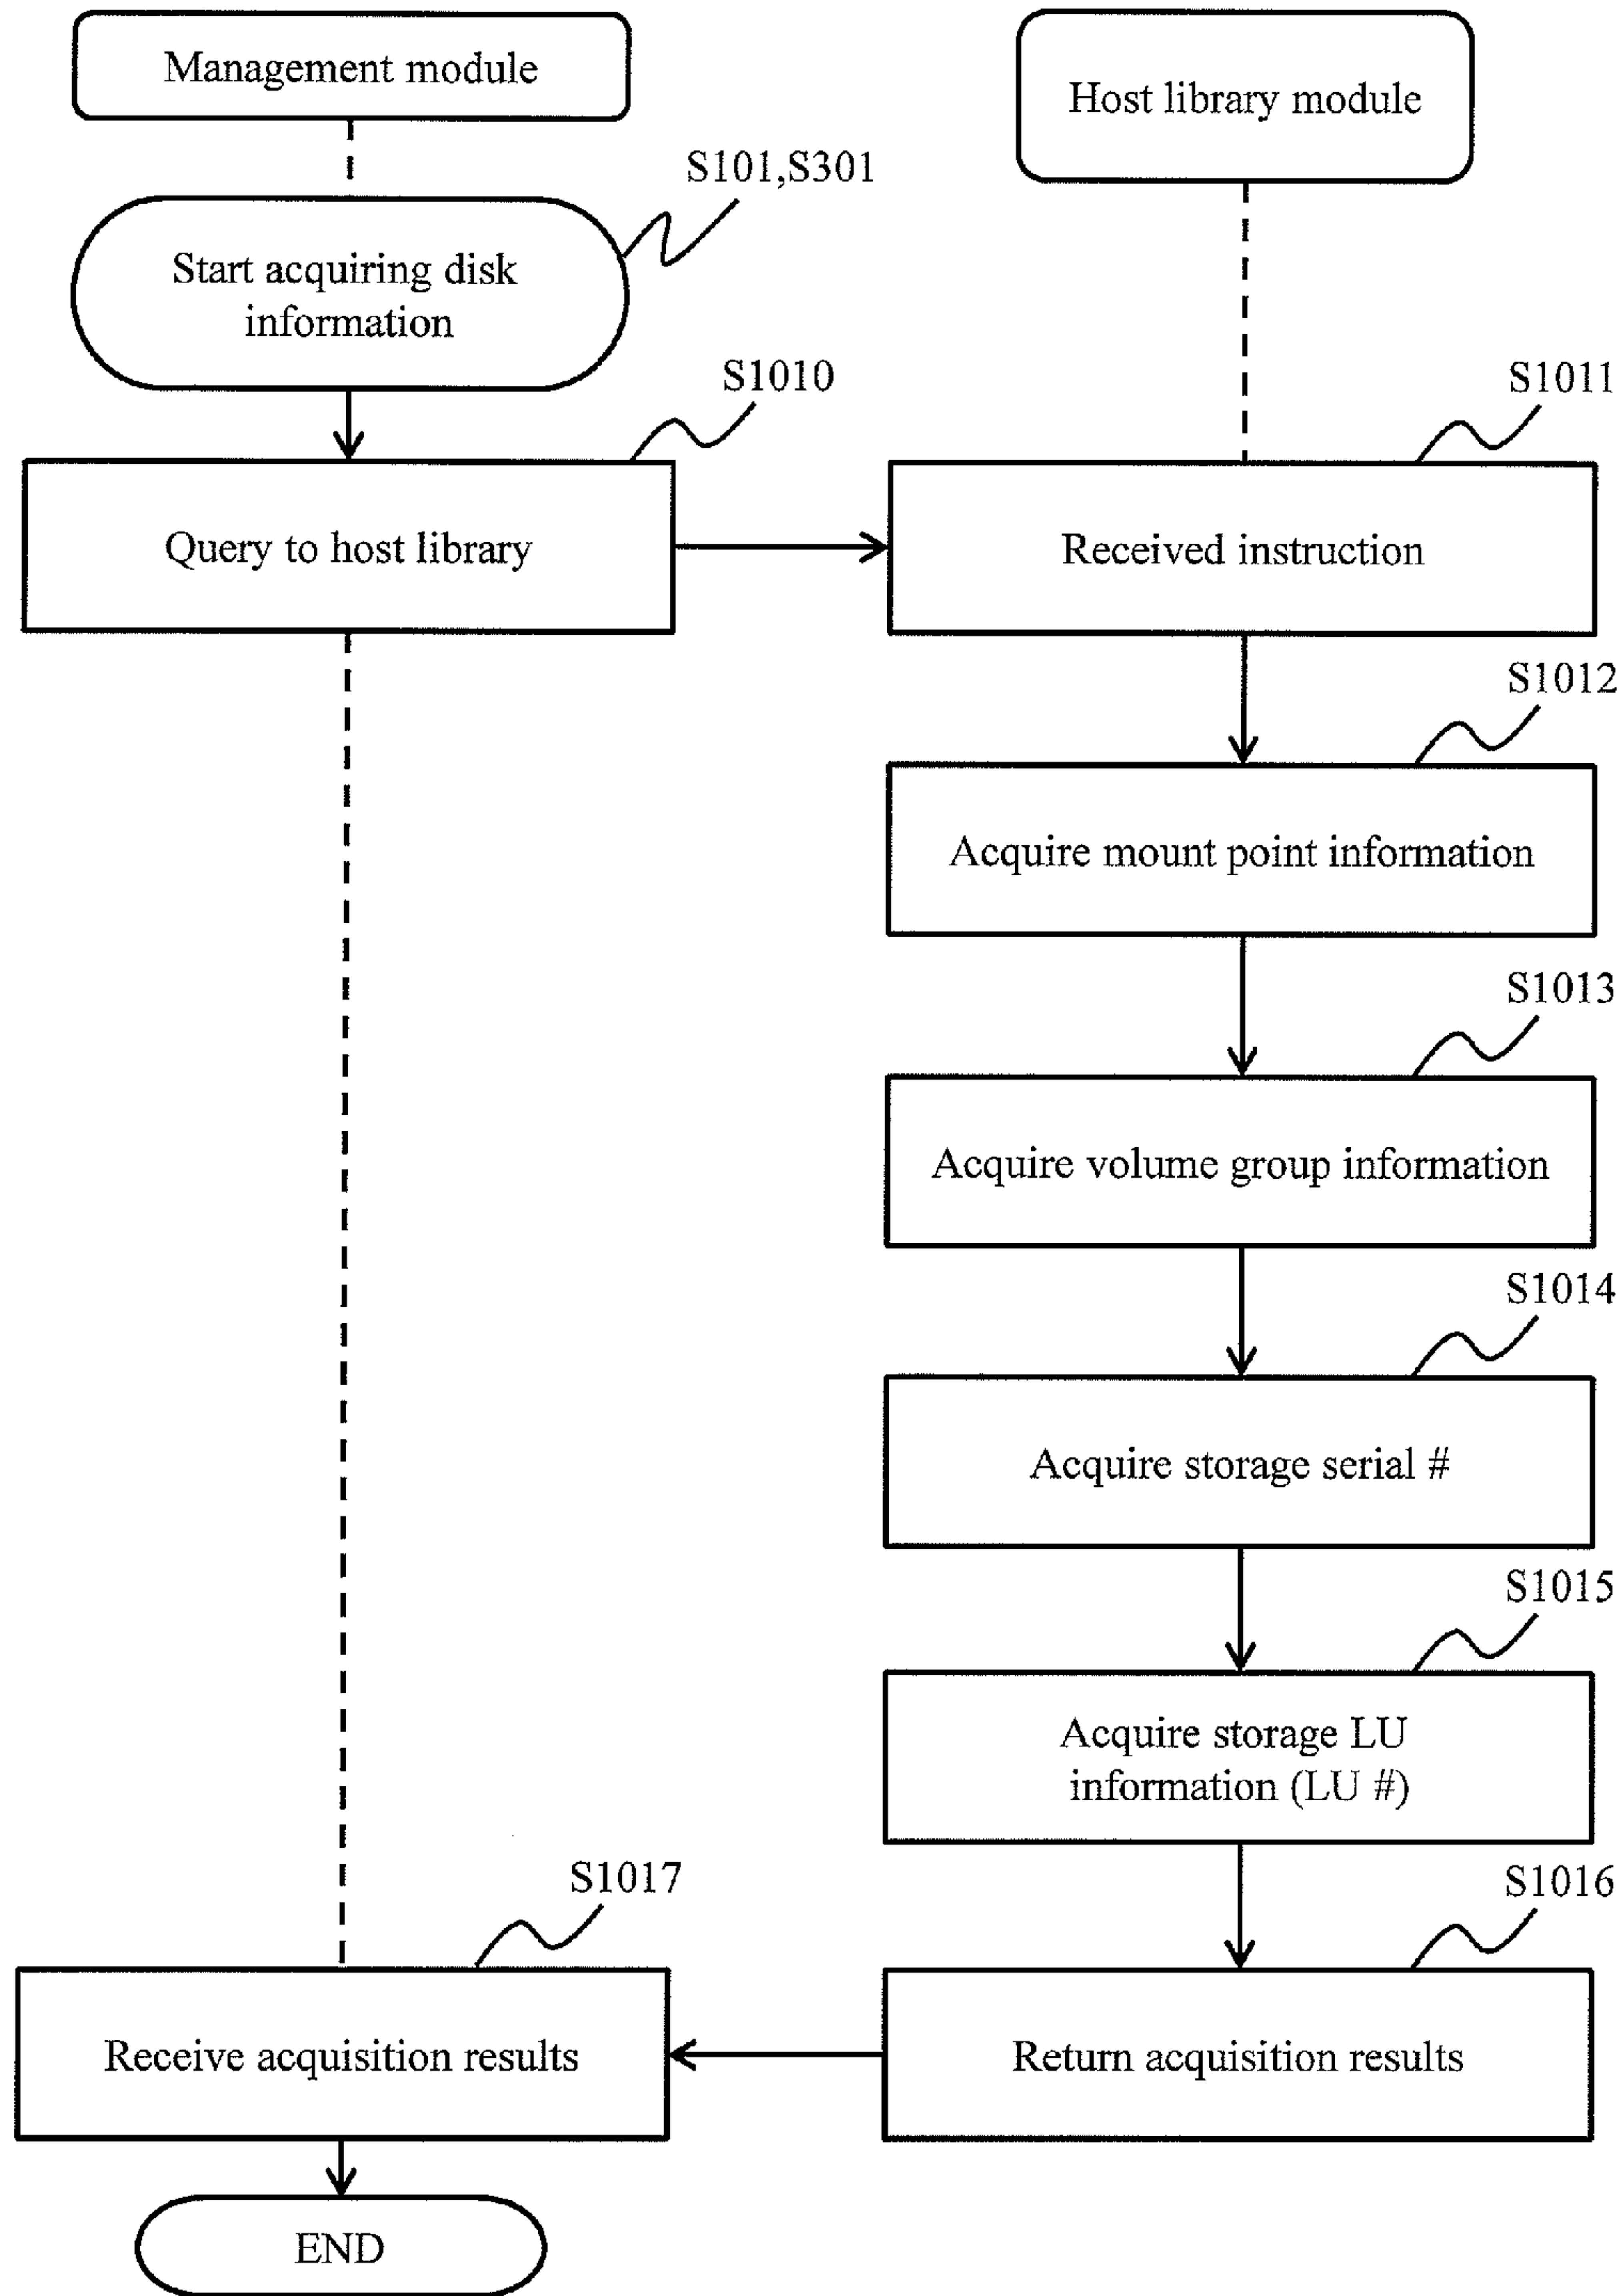 Management module
Host library module
S101,S301
Start acquiring disk
information
S1010
S1011
Query to host library
Received instruction
S1012
Acquire mount point information
S1013
Acquire volume group information
S1014
Acquire storage serial #
S1015
Acquire storage LU
information (LU #)
S1017
S1016
Receive acquisition results
Return acquisition results
END